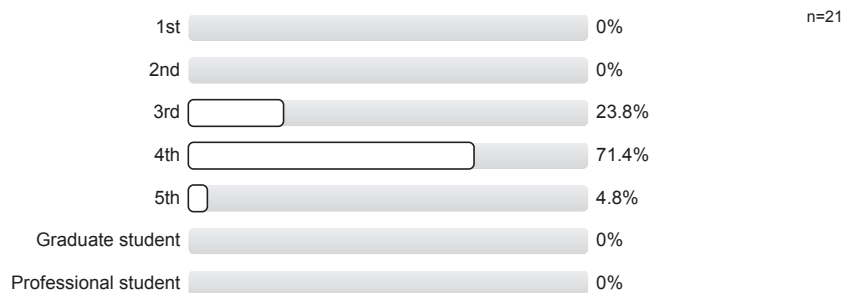 n=21
1st 0%
2nd 0%
3rd 23.8%
4th 71.4%
5th 4.8%
Graduate student 0%
Professional student 0%